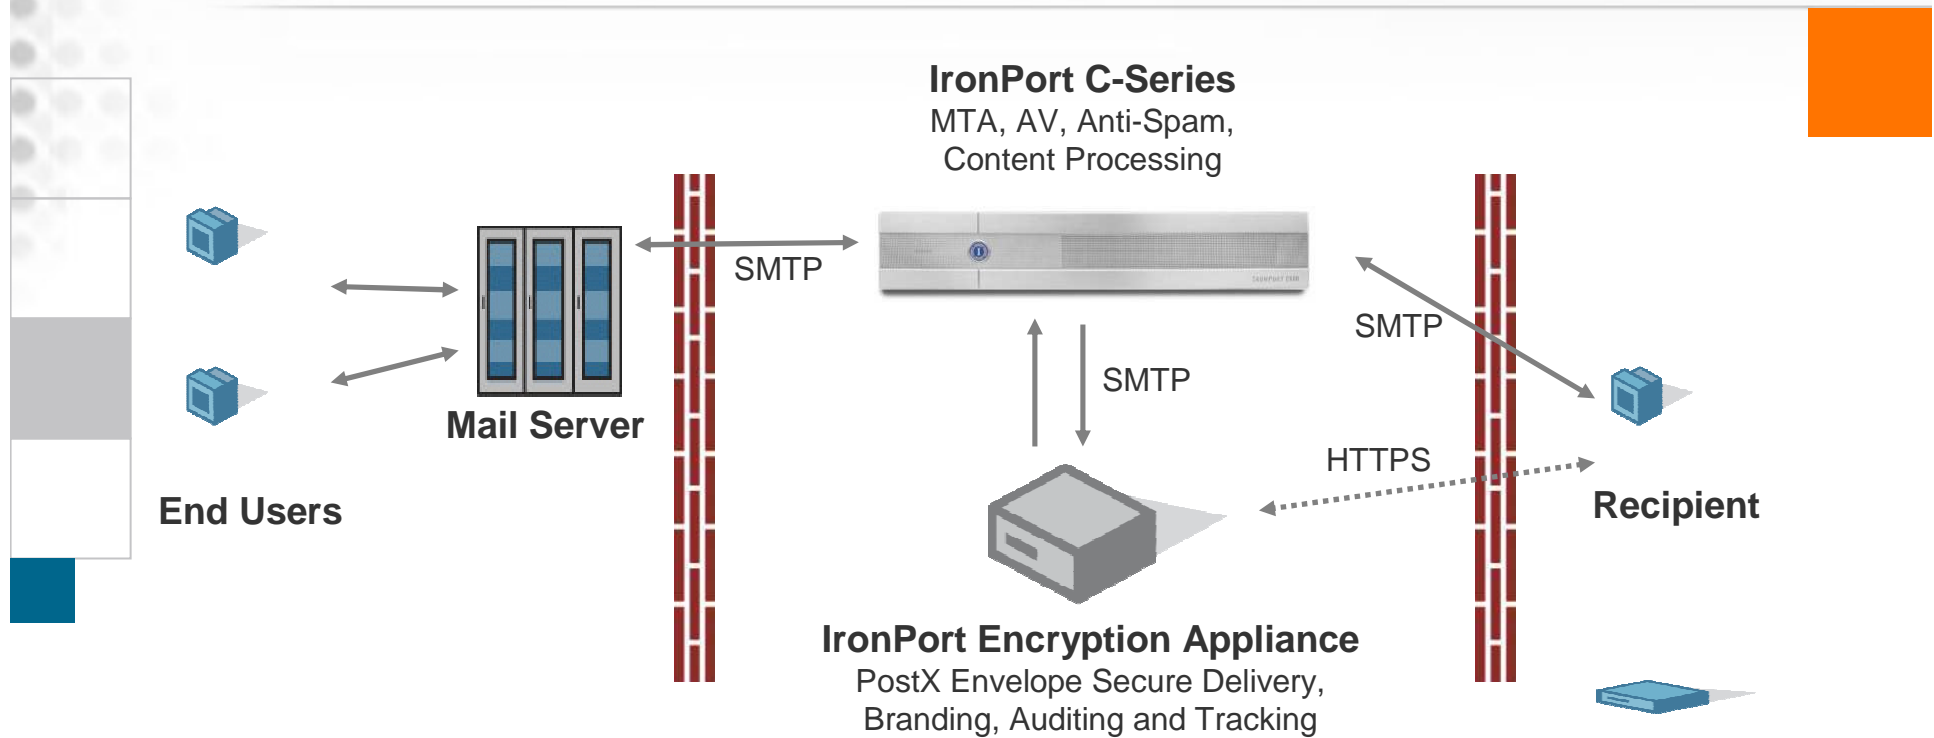 IronPort C-Series
MTA, AV, Anti-Spam,
Content Processing
SMTP
SMTP
SMTP
Mail Server
HTTPS
End Users
Recipient
IronPort Encryption Appliance
PostX Envelope Secure Delivery,
Branding, Auditing and Tracking